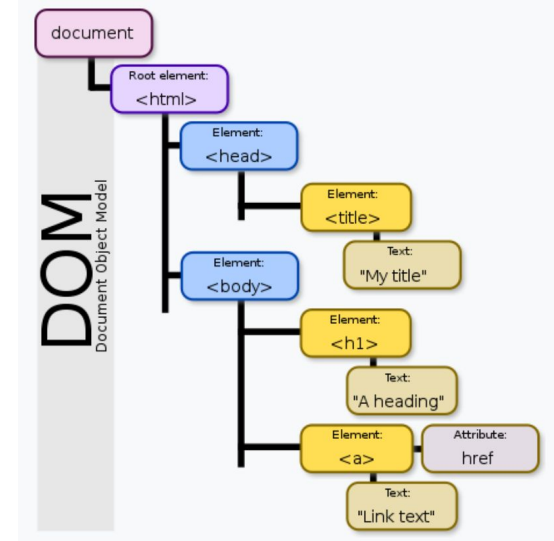 document
Root element:
<html>
Element:
<head>
Element:
<title>
Text:
"My title"
Element:
<body>
Element:
<h1>
Text:
"A heading"
Element:
<a>
Attribute:
href
Text:
"Link text"
DOM
Document Object Model